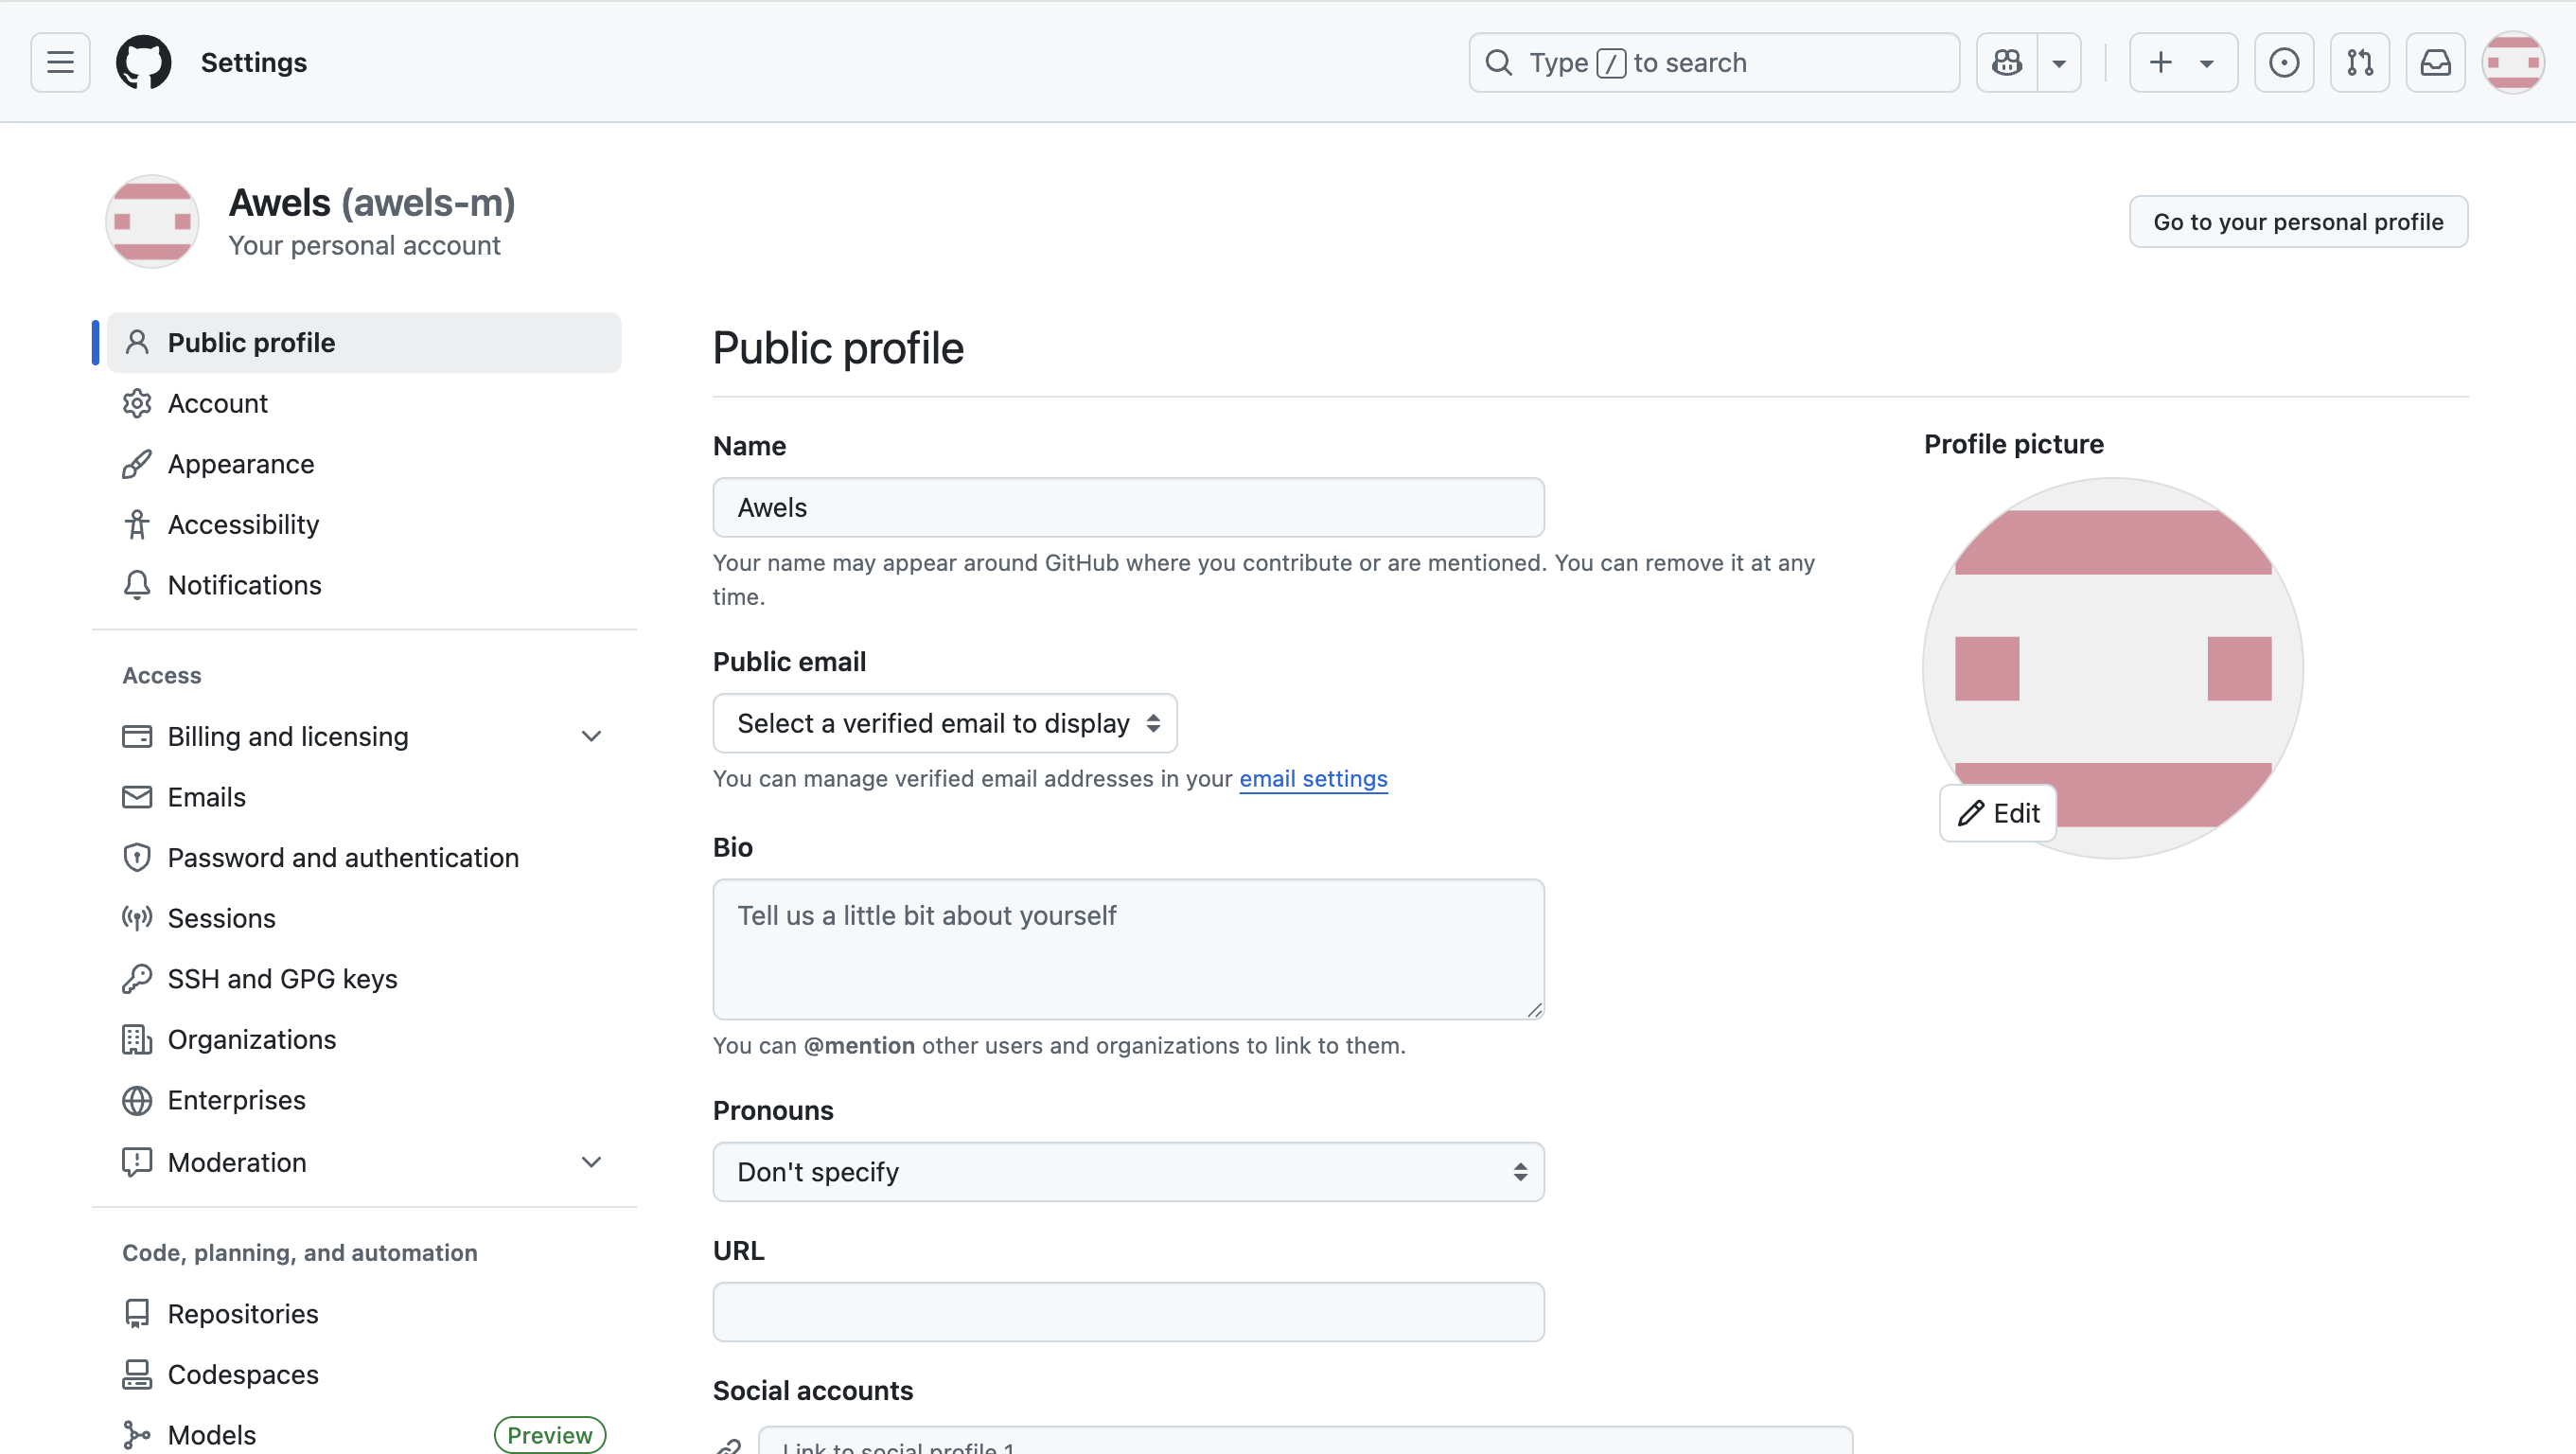 Settings
Type / to search
Awels (awels-m)
Your personal account
Go to your personal profile
Public profile
Account
Appearance
Accessibility
Notifications
Access
Billing and licensing
Emails
Password and authentication
Sessions
SSH and GPG keys
Organizations
Enterprises
Moderation
Code, planning, and automation
Repositories
Codespaces
Models
Preview
Public profile
Name
Awels
Your name may appear around GitHub where you contribute or are mentioned. You can remove it at any
time.
Public email
Select a verified email to display
You can manage verified email addresses in your email settings
Bio
Tell us a little bit about yourself
You can @mention other users and organizations to link to them.
Pronouns
Don't specify
URL
Social accounts
Link to social profile 1
Profile picture
Edit